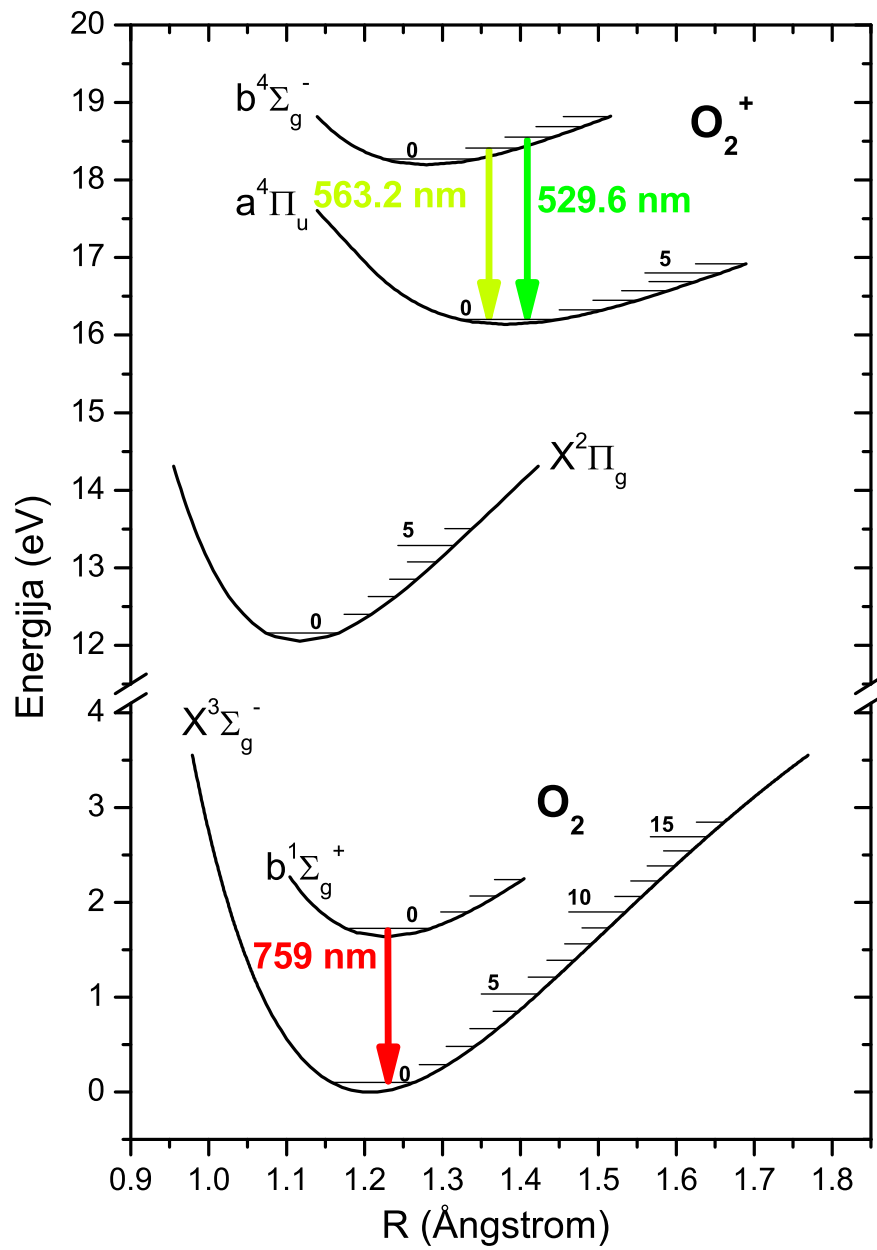 20
19
18
17
16
15
14
13
12
4
3
2
1
0
Energija (eV)
b⁴Σg⁻
0
O₂⁺
563.2 nm
529.6 nm
a⁴Πu
0
5
X²Πg
5
0
X³Σg⁻
O₂
15
b¹Σg⁺
0
10
759 nm
5
0
0.9 1.0 1.1 1.2 1.3 1.4 1.5 1.6 1.7 1.8
R (Ångstrom)